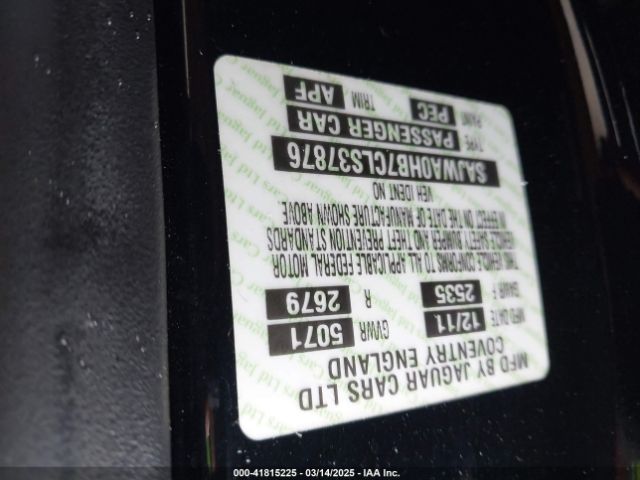 MFD BY JAGUAR CARS LTD
COVENTRY ENGLAND
MFD DATE 12/11 GVWR 5071
GAWR F 2535 R 2679
THIS VEHICLE CONFORMS TO ALL APPLICABLE FEDERAL MOTOR
VEHICLE SAFETY BUMPER AND THEFT PREVENTION STANDARDS
IN EFFECT ON THE DATE OF MANUFACTURE SHOWN ABOVE.
VEH IDENT NO
SAJWA0HB7CLS37876
TYPE PASSENGER CAR
PAINT PEC TRIM APF
000-41815225 - 03/14/2025 - IAA Inc.